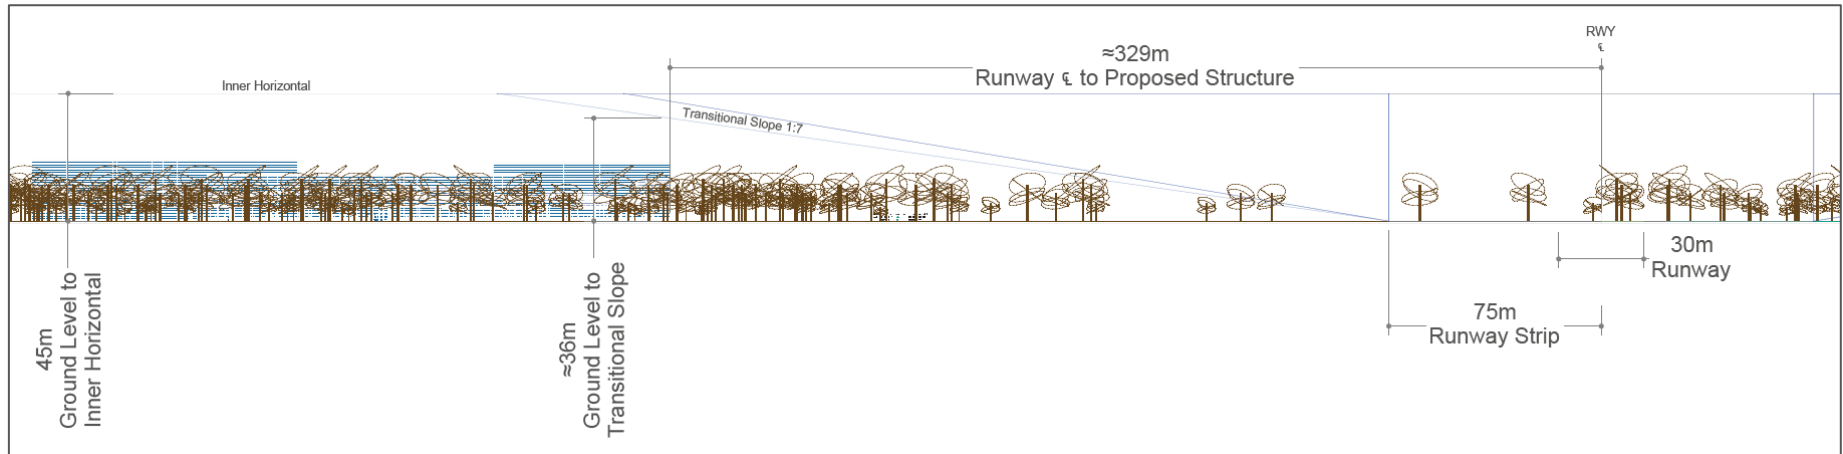 RWY
℄
≈329m
Runway ℄ to Proposed Structure
Inner Horizontal
Transitional Slope 1:7
45m
Ground Level to
Inner Horizontal
≈36m
Ground Level to
Transitional Slope
30m
Runway
75m
Runway Strip